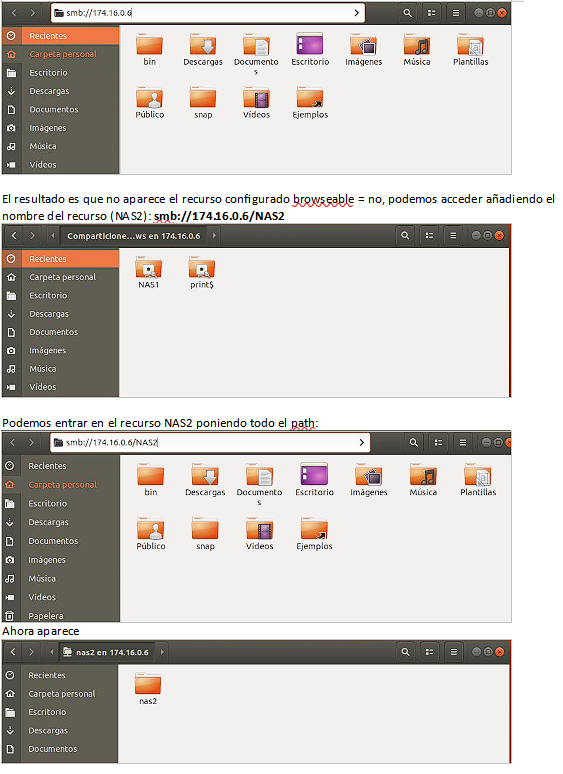 smb://174.16.0.6
Recientes
Carpeta personal
Escritorio
Descargas
Documentos
Imágenes
Música
Vídeos
bin
Descargas
Documento
s
Escritorio
Imágenes
Música
Plantillas
Público
snap
Vídeos
Ejemplos
El resultado es que no aparece el recurso configurado browseable = no, podemos acceder añadiendo el
nombre del recurso (NAS2): smb://174.16.0.6/NAS2
Comparticione...ws en 174.16.0.6
Recientes
Carpeta personal
Escritorio
Descargas
Documentos
Imágenes
Música
Vídeos
NAS1
print$
Podemos entrar en el recurso NAS2 poniendo todo el path:
smb://174.16.0.6/NAS2
Recientes
Carpeta personal
Escritorio
Descargas
Documentos
Imágenes
Música
Vídeos
Papelera
bin
Descargas
Documento
s
Escritorio
Imágenes
Música
Plantillas
Público
snap
Vídeos
Ejemplos
Ahora aparece
nas2 en 174.16.0.6
Recientes
Carpeta personal
Escritorio
Descargas
Documentos
nas2